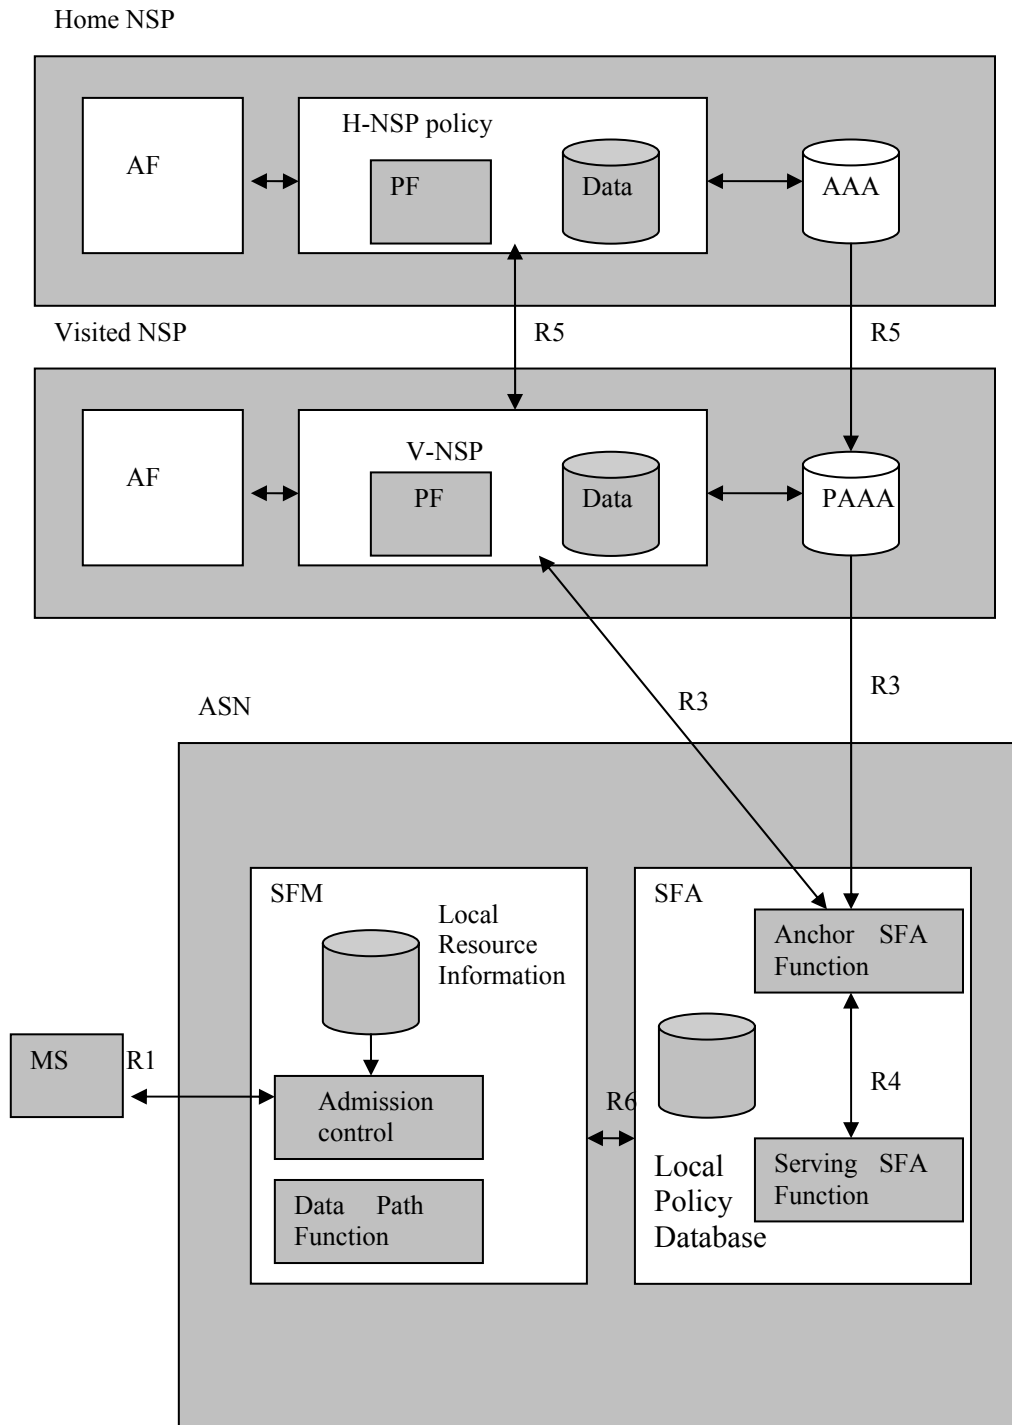 Home NSP
H-NSP policy
AF
PF
Data
AAA
Visited NSP
R5
R5
V-NSP
AF
PF
Data
PAAA
R3
R3
ASN
SFM
Local
Resource
Information
SFA
Anchor SFA
Function
MS
R1
Admission
control
R6
R4
Data Path
Function
Local
Policy
Database
Serving SFA
Function